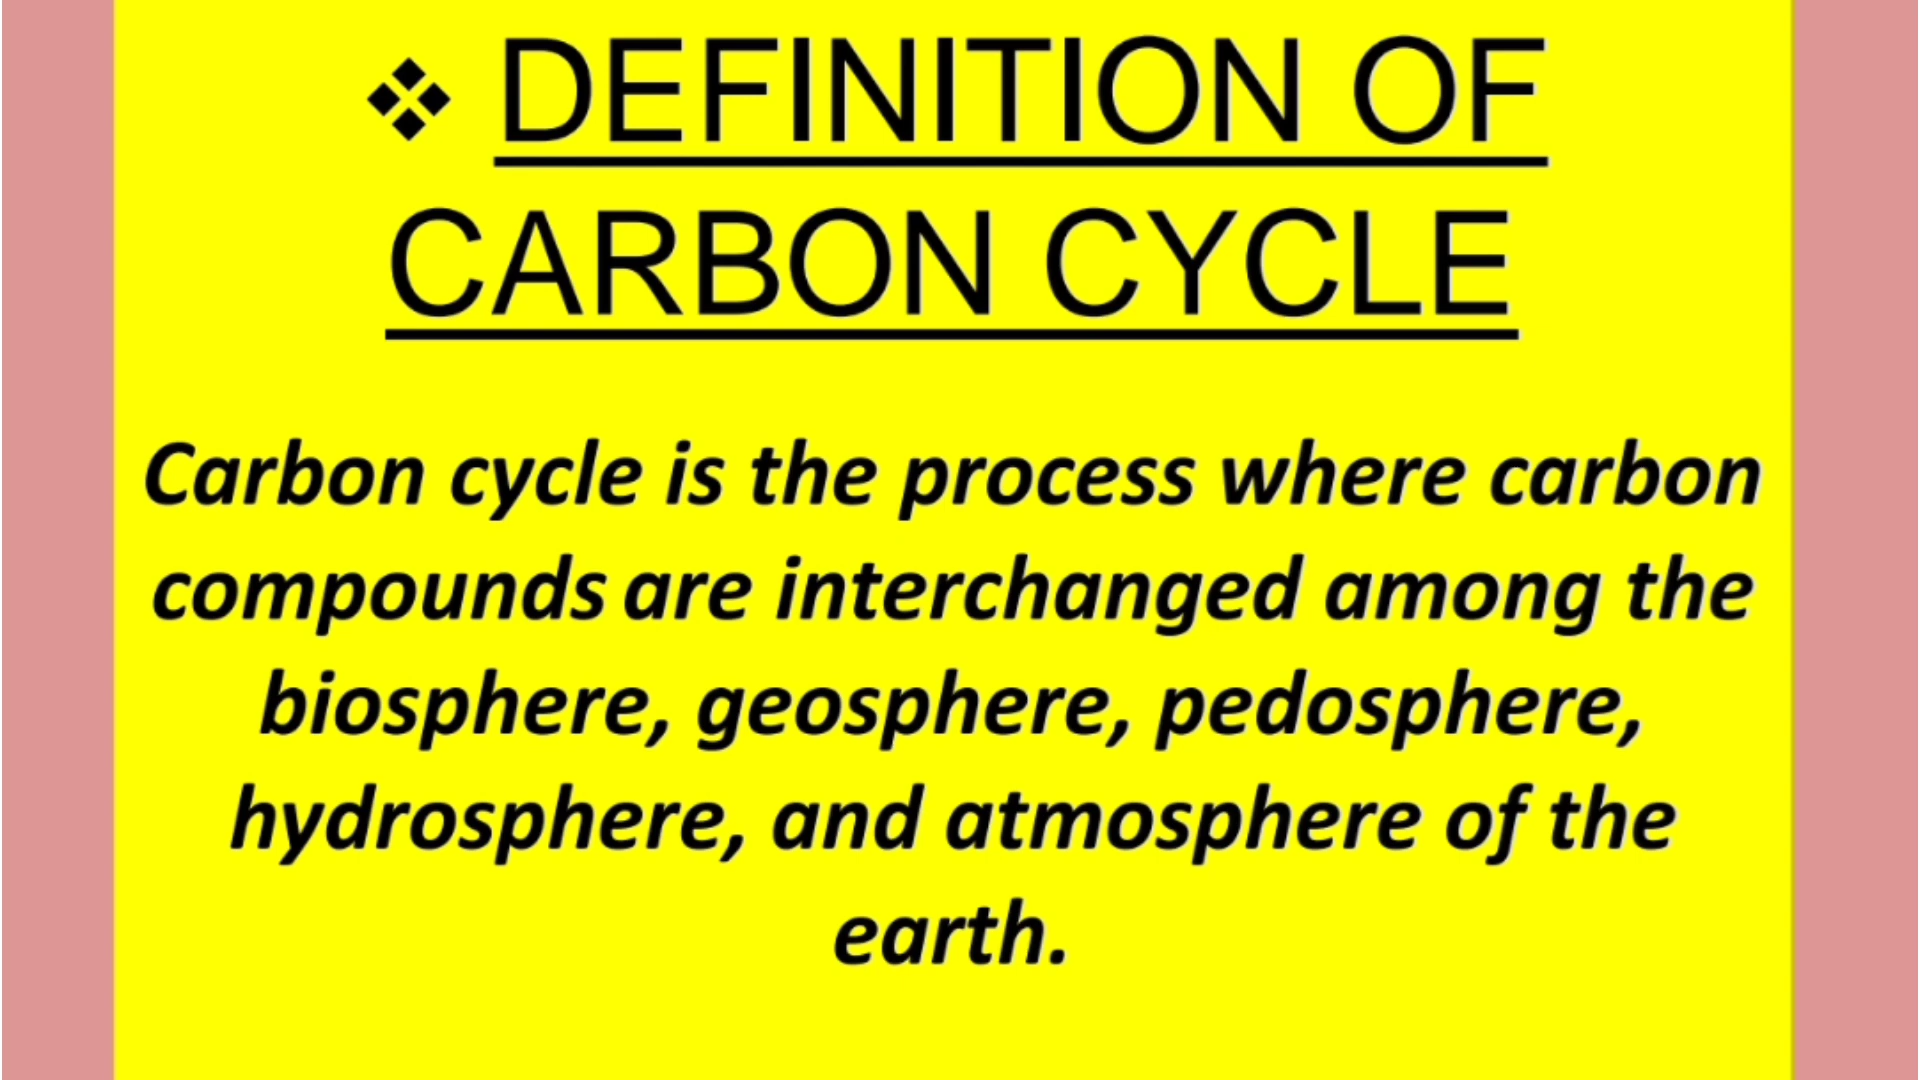 ❖ DEFINITION OF
CARBON CYCLE
Carbon cycle is the process where carbon
compounds are interchanged among the
biosphere, geosphere, pedosphere,
hydrosphere, and atmosphere of the
earth.